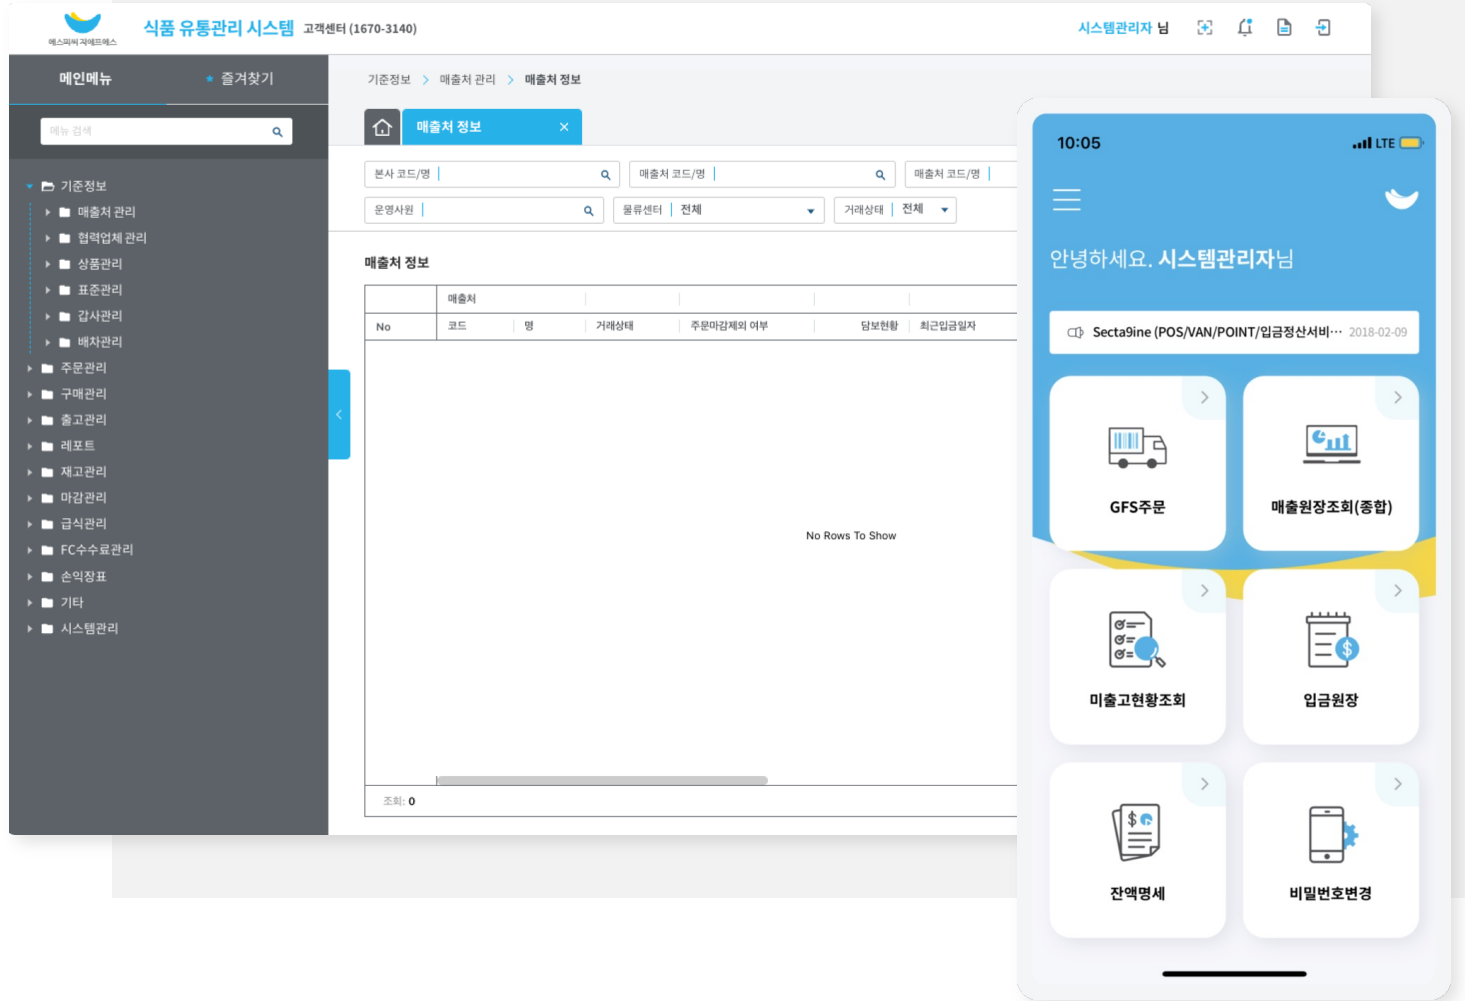 에스피씨 지에프에스
식품 유통관리 시스템 고객센터 (1670-3140)
시스템관리자 님
메인메뉴
즐겨찾기
메뉴 검색
기준정보
매출처 관리
협력업체 관리
상품관리
표준관리
감사관리
배차관리
주문관리
구매관리
출고관리
레포트
재고관리
마감관리
급식관리
FC수수료관리
손익장표
기타
시스템관리
기준정보 > 매출처 관리 > 매출처 정보
매출처 정보 ×
본사 코드/명
매출처 코드/명
매출처 코드/명
운영사원
물류센터 전체
거래상태 전체
매출처 정보
매출처
No 코드 명 거래상태 주문마감제외 여부 담보현황 최근입금일자
No Rows To Show
조회: 0
10:05
LTE
안녕하세요. 시스템관리자님
Secta9ine (POS/VAN/POINT/입금정산서비··· 2018-02-09
GFS주문
매출원장조회(종합)
미출고현황조회
입금원장
잔액명세
비밀번호변경